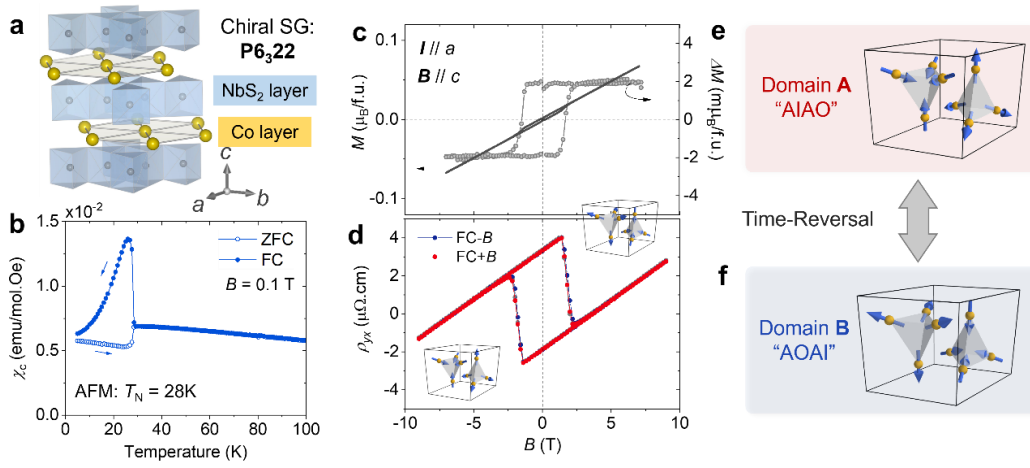 a
Chiral SG:
P6₃22
NbS₂ layer
Co layer
c
a
b
b
×10⁻²
1.5
1.0
0.5
0.0
χc (emu/mol.Oe)
ZFC
FC
B = 0.1 T
AFM: TN = 28K
0 20 40 60 80 100
Temperature (K)
c
I // a
B // c
0.1
0.0
-0.1
M (μB/f.u.)
4
2
0
-2
-4
ΔM (mμB/f.u.)
d
FC-B
FC+B
4
2
0
-2
-4
ρyx (μΩ.cm)
-10 -5 0 5 10
B (T)
e
Domain A
“AIAO”
Time-Reversal
f
Domain B
“AOAI”